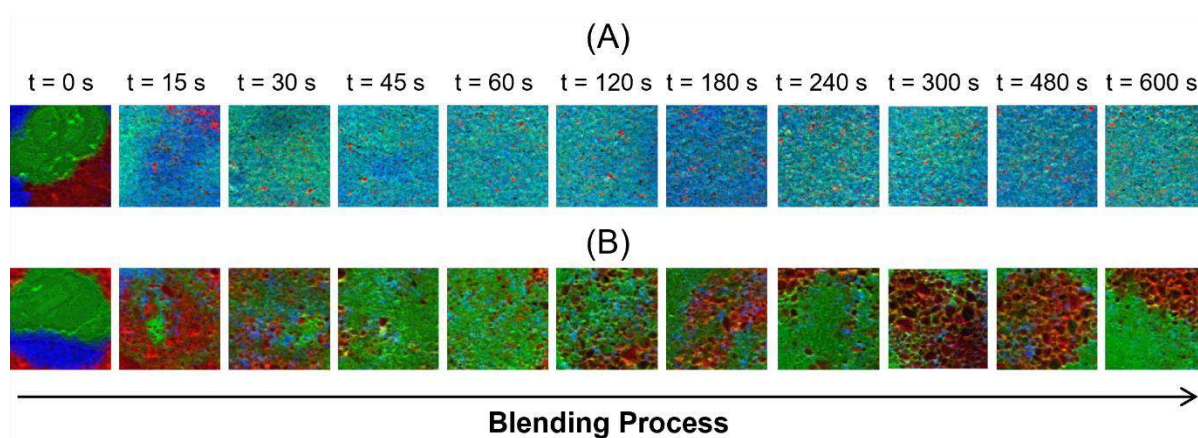 (A)
t = 0 s t = 15 s t = 30 s t = 45 s t = 60 s t = 120 s t = 180 s t = 240 s t = 300 s t = 480 s t = 600 s
(B)
Blending Process